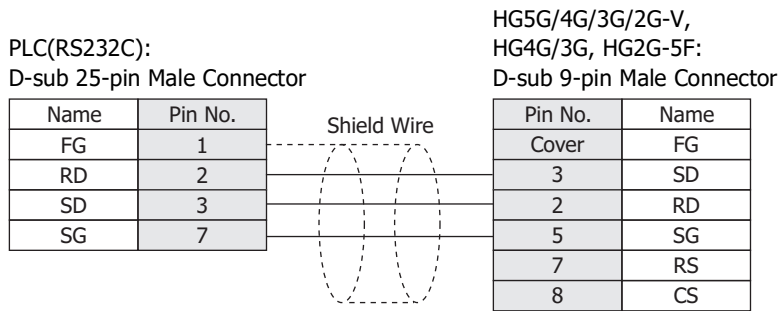 PLC(RS232C):
D-sub 25-pin Male Connector
Name Pin No.
FG 1
RD 2
SD 3
SG 7
Shield Wire
HG5G/4G/3G/2G-V,
HG4G/3G, HG2G-5F:
D-sub 9-pin Male Connector
Pin No. Name
Cover FG
3 SD
2 RD
5 SG
7 RS
8 CS